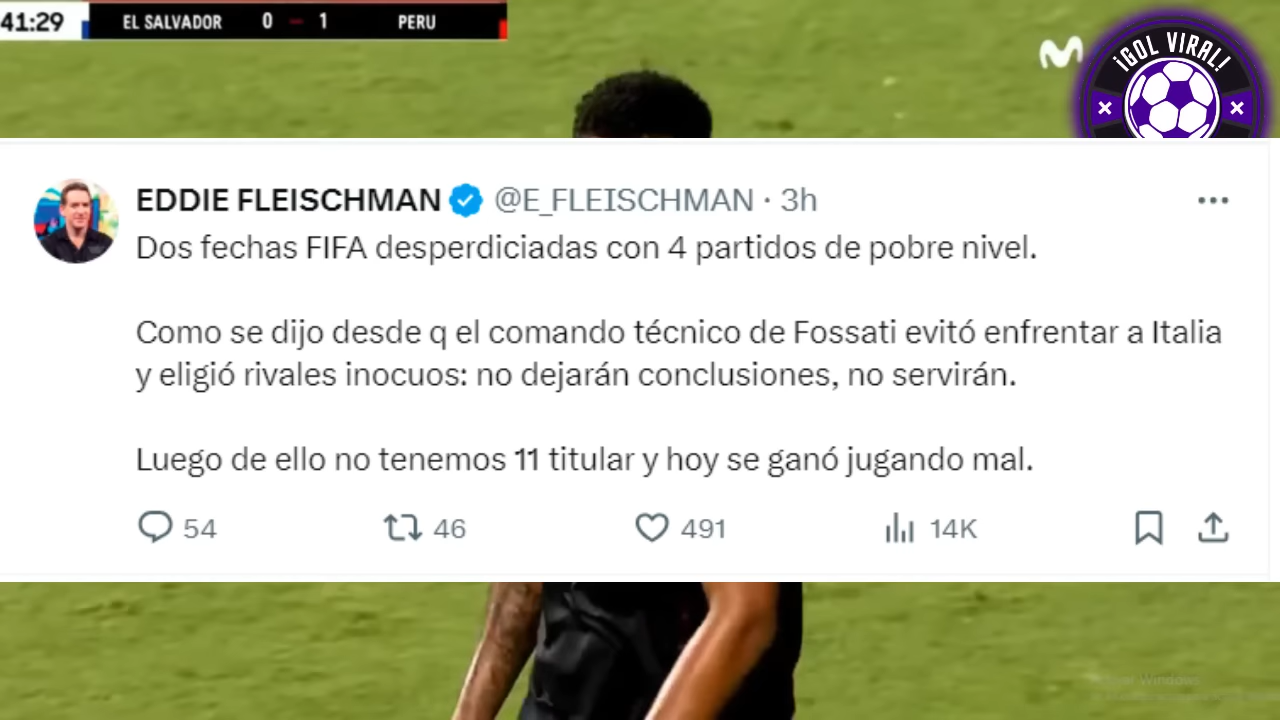 41:29 EL SALVADOR 0 - 1 PERU
¡GOL VIRAL!
EDDIE FLEISCHMAN @E_FLEISCHMAN · 3h
Dos fechas FIFA desperdiciadas con 4 partidos de pobre nivel.
Como se dijo desde q el comando técnico de Fossati evitó enfrentar a Italia
y eligió rivales inocuos: no dejarán conclusiones, no servirán.
Luego de ello no tenemos 11 titular y hoy se ganó jugando mal.
54 46 491 14K
Windows